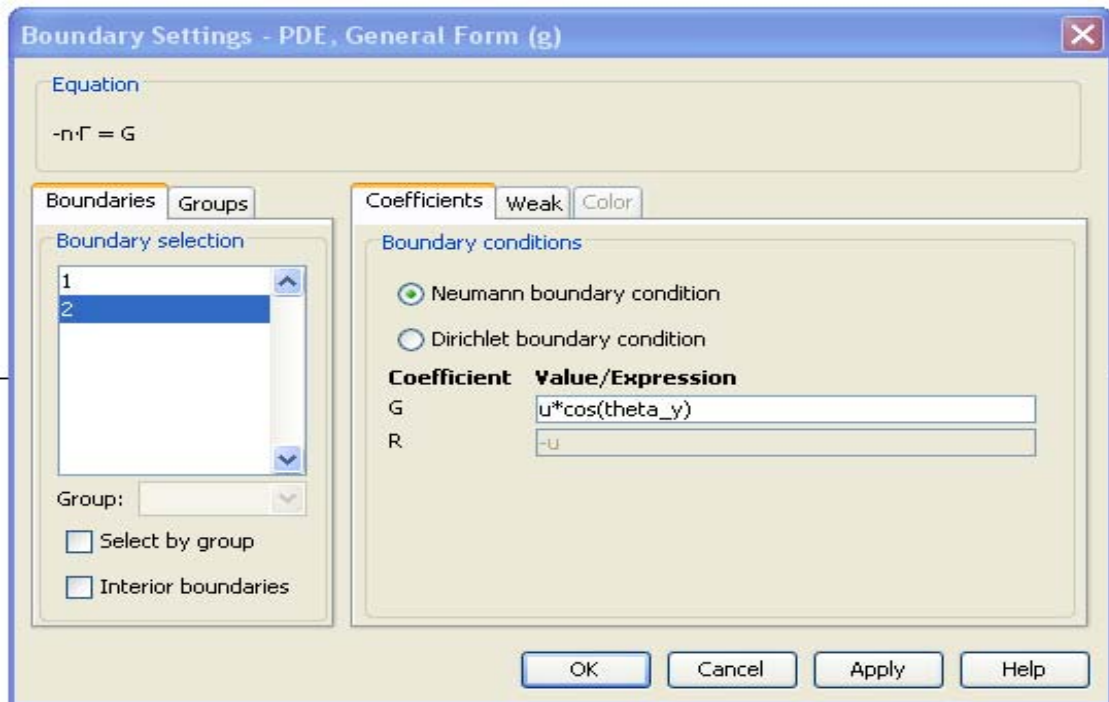 Boundary Settings - PDE, General Form (g)
Equation
-n·Γ = G
Boundaries Groups
Coefficients Weak Color
Boundary selection
1
2
Group:
Select by group
Interior boundaries
Boundary conditions
Neumann boundary condition
Dirichlet boundary condition
Coefficient Value/Expression
G u*cos(theta_y)
R -u
OK Cancel Apply Help